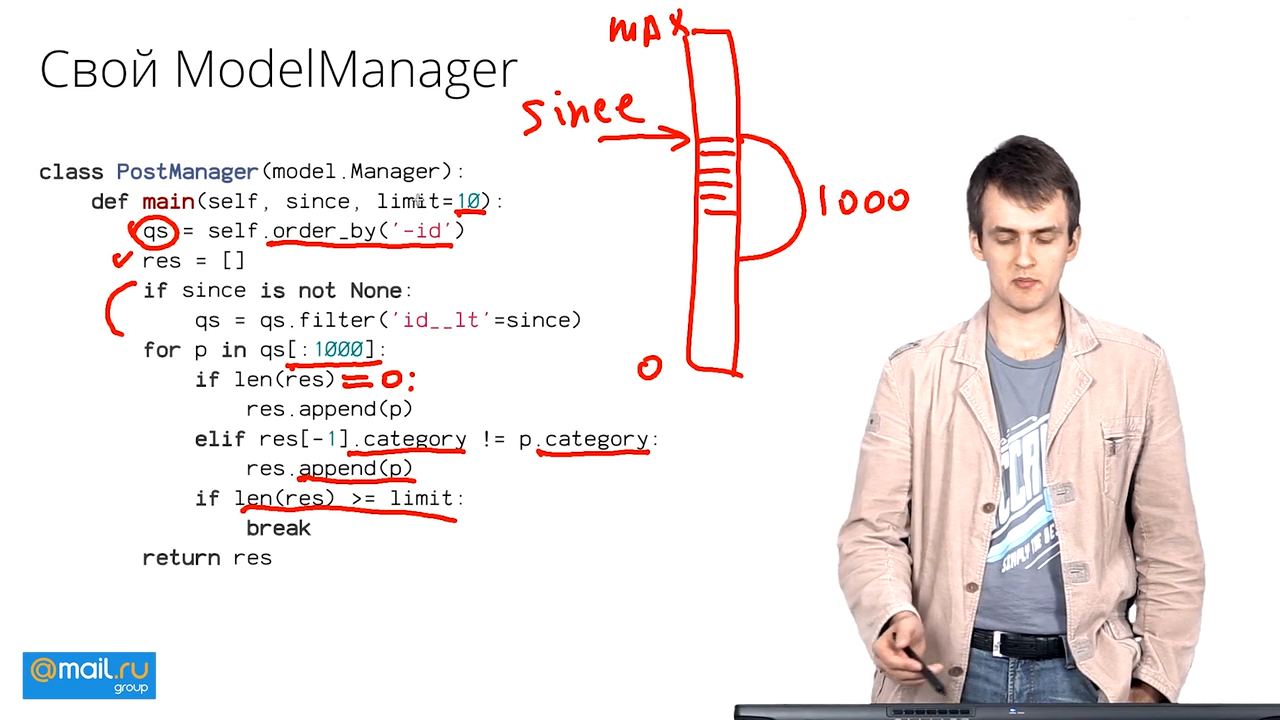 Свой ModelManager
class PostManager(model.Manager):
def main(self, since, limit=10):
qs = self.order_by('-id')
res = []
if since is not None:
qs = qs.filter('id__lt'=since)
for p in qs[:1000]:
if len(res) = 0:
res.append(p)
elif res[-1].category != p.category:
res.append(p)
if len(res) >= limit:
break
return res
max
since
1000
0
@mail.ru
group